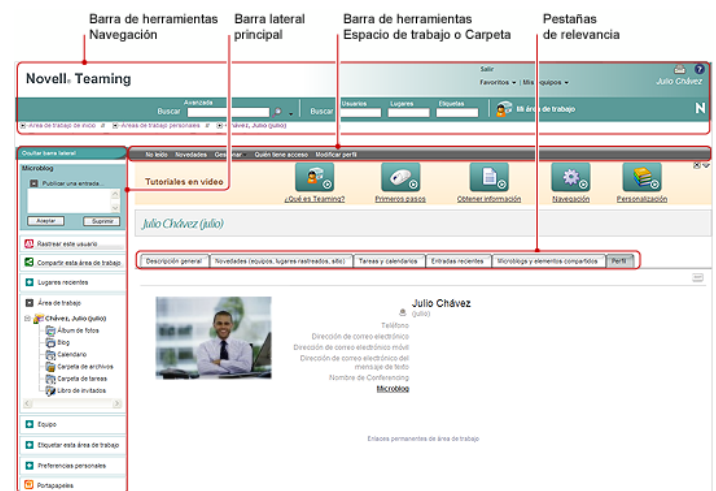 Barra de herramientas
Navegación
Barra lateral
principal
Barra de herramientas
Espacio de trabajo o Carpeta
Pestañas
de relevancia
Novell® Teaming
Salir
Favoritos | Mis equipos
Julio Chávez
Avanzada
Buscar
Buscar
Usuarios
Lugares
Etiquetas
Mi área de trabajo
N
Área de trabajo de inicio // Áreas de trabajo personales // Chávez, Julio (julio)
Ocultar barra lateral
No leído Novedades Gestionar Quién tiene acceso Modificar perfil
Microblog
Publicar una entrada...
Aceptar
Suprimir
Tutoriales en vídeo
¿Qué es Teaming?
Primeros pasos
Obtener información
Navegación
Personalización
Julio Chávez (julio)
Rastrear este usuario
Compartir esta área de trabajo
Lugares recientes
Área de trabajo
Chávez, Julio (julio)
Álbum de fotos
Blog
Calendario
Carpeta de archivos
Carpeta de tareas
Libro de invitados
Equipo
Etiquetar esta área de trabajo
Preferencias personales
Portapapeles
Descripción general
Novedades (equipos, lugares rastreados, sitio)
Tareas y calendarios
Entradas recientes
Microblogs y elementos compartidos
Perfil
Julio Chávez
(julio)
Teléfono
Dirección de correo electrónico
Dirección de correo electrónico móvil
Dirección de correo electrónico del
mensaje de texto
Nombre de Conferencing
Microblog
Enlaces permanentes de área de trabajo